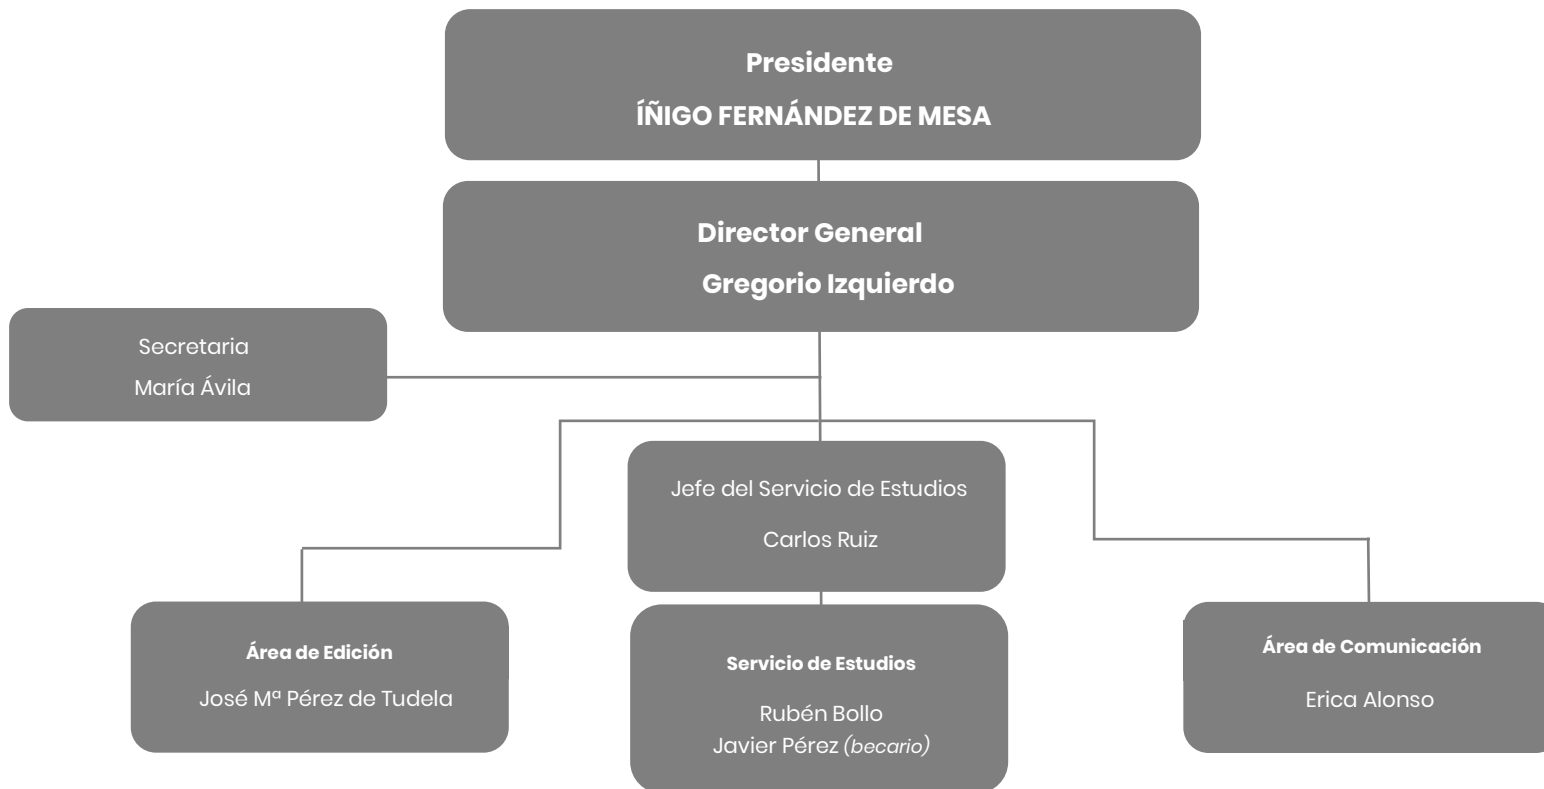 Presidente
ÍÑIGO FERNÁNDEZ DE MESA
Director General
Gregorio Izquierdo
Secretaria
María Ávila
Jefe del Servicio de Estudios
Carlos Ruiz
Área de Edición
José Mª Pérez de Tudela
Servicio de Estudios
Rubén Bollo
Javier Pérez (becario)
Área de Comunicación
Erica Alonso